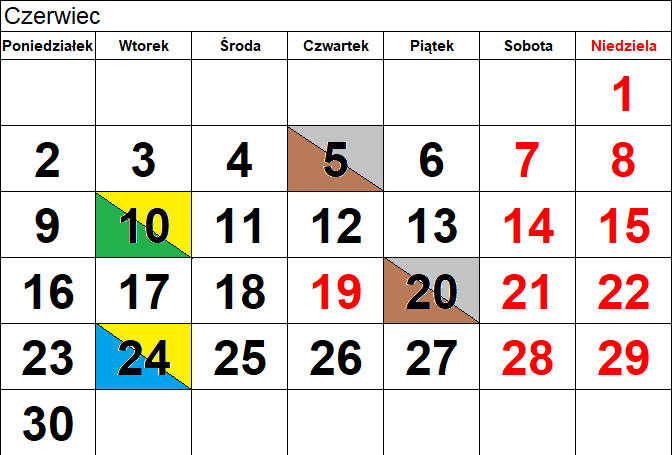 Czerwiec
Poniedziałek Wtorek Środa Czwartek Piątek Sobota Niedziela
1
2 3 4 5 6 7 8
9 10 11 12 13 14 15
16 17 18 19 20 21 22
23 24 25 26 27 28 29
30